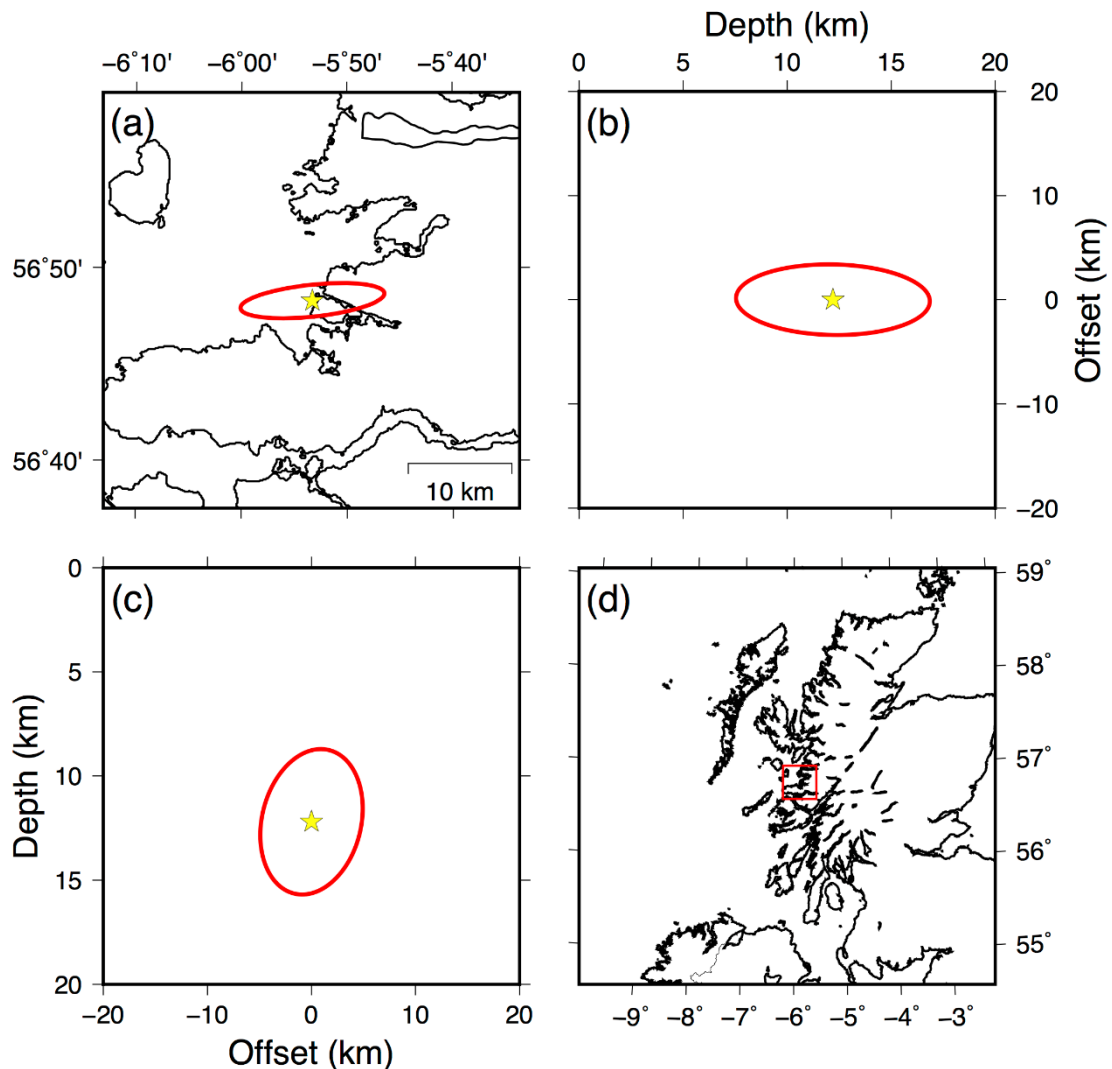 −6˚10' −6˚00' −5˚50' −5˚40'
(a)
56˚50'
56˚40'
10 km
Depth (km)
0 5 10 15 20
(b)
20
10
0
−10
−20
Offset (km)
(c)
0
5
10
15
20
Depth (km)
−20 −10 0 10 20
Offset (km)
(d)
59˚
58˚
57˚
56˚
55˚
−9˚ −8˚ −7˚ −6˚ −5˚ −4˚ −3˚